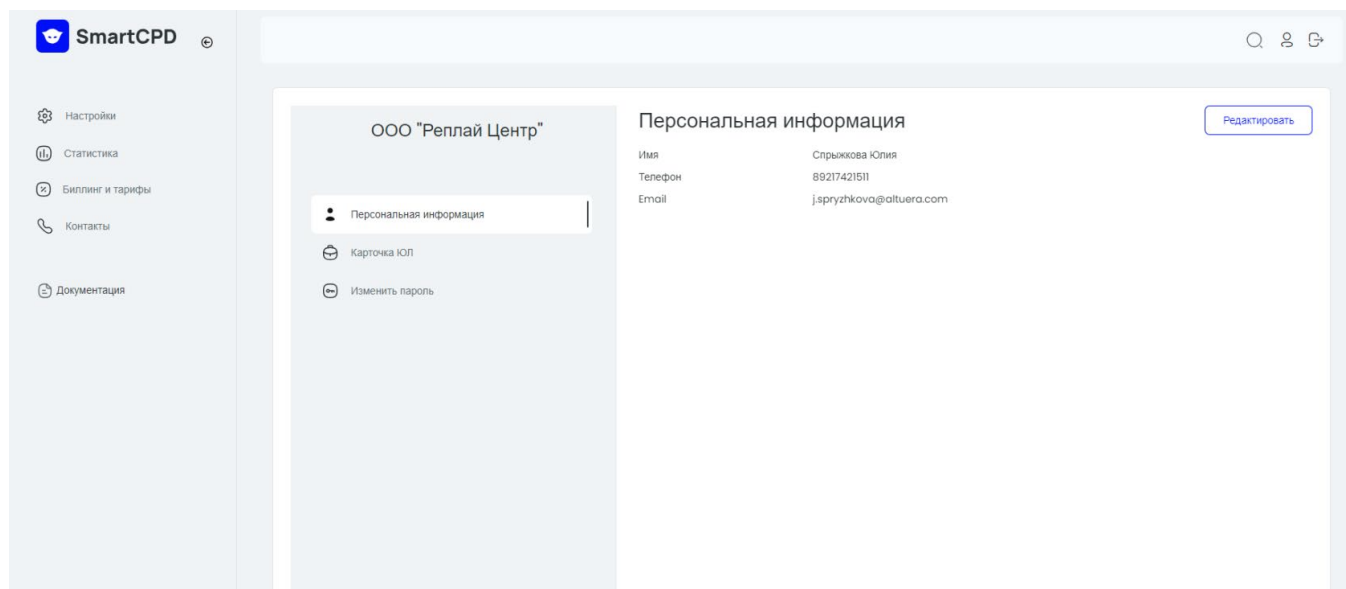 SmartCPD
Настройки
Статистика
Биллинг и тарифы
Контакты
Документация
ООО "Реплай Центр"
Персональная информация
Карточка ЮЛ
Изменить пароль
Персональная информация
Редактировать
Имя Спрыжкова Юлия
Телефон 89217421511
Email j.spryzhkova@altuera.com